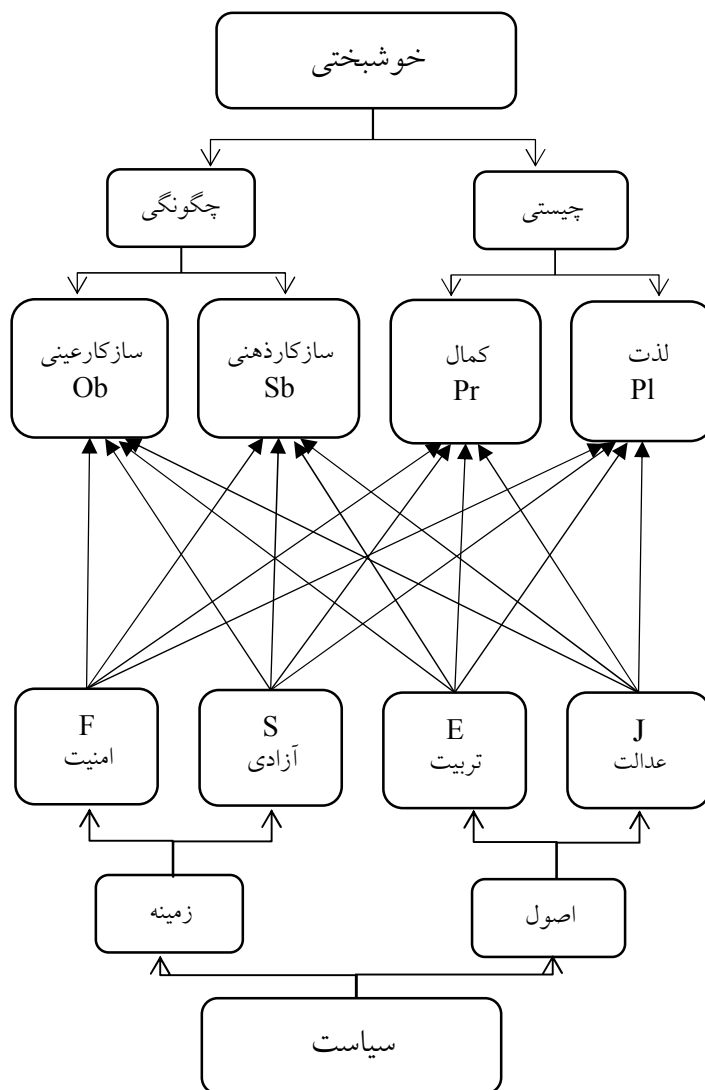 خوشبختی
چیستی
چگونگی
لذت
Pl
کمال
Pr
سازکارذهنی
Sb
سازکارعینی
Ob
J
عدالت
E
تربیت
S
آزادی
F
امنیت
اصول
زمینه
سیاست